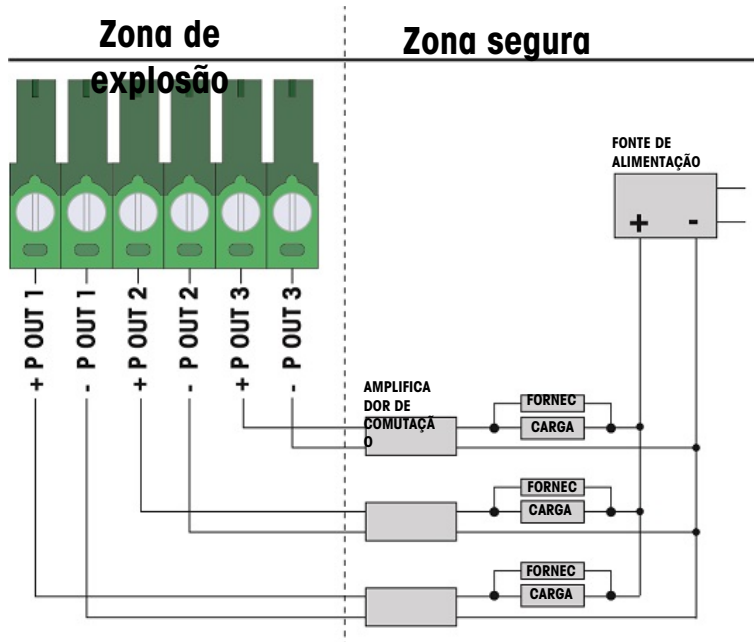 Zona de
explosão
Zona segura
FONTE DE
ALIMENTAÇÃO
+ -
+ P OUT 1
- P OUT 1
+ P OUT 2
- P OUT 2
+ P OUT 3
- P OUT 3
AMPLIFICA
DOR DE
COMUTAÇÃ
O
FORNEC
CARGA
FORNEC
CARGA
FORNEC
CARGA